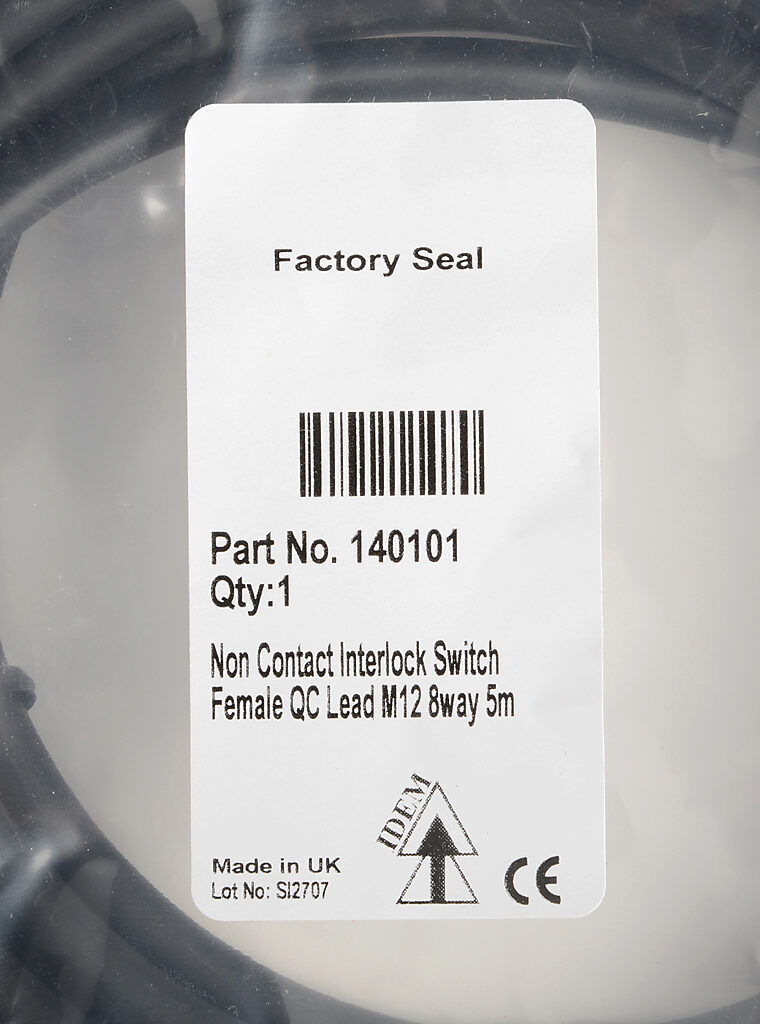 Factory Seal
Part No. 140101
Qty:1
Non Contact Interlock Switch
Female QC Lead M12 8way 5m
IDEM
Made in UK
Lot No: SI2707
CE